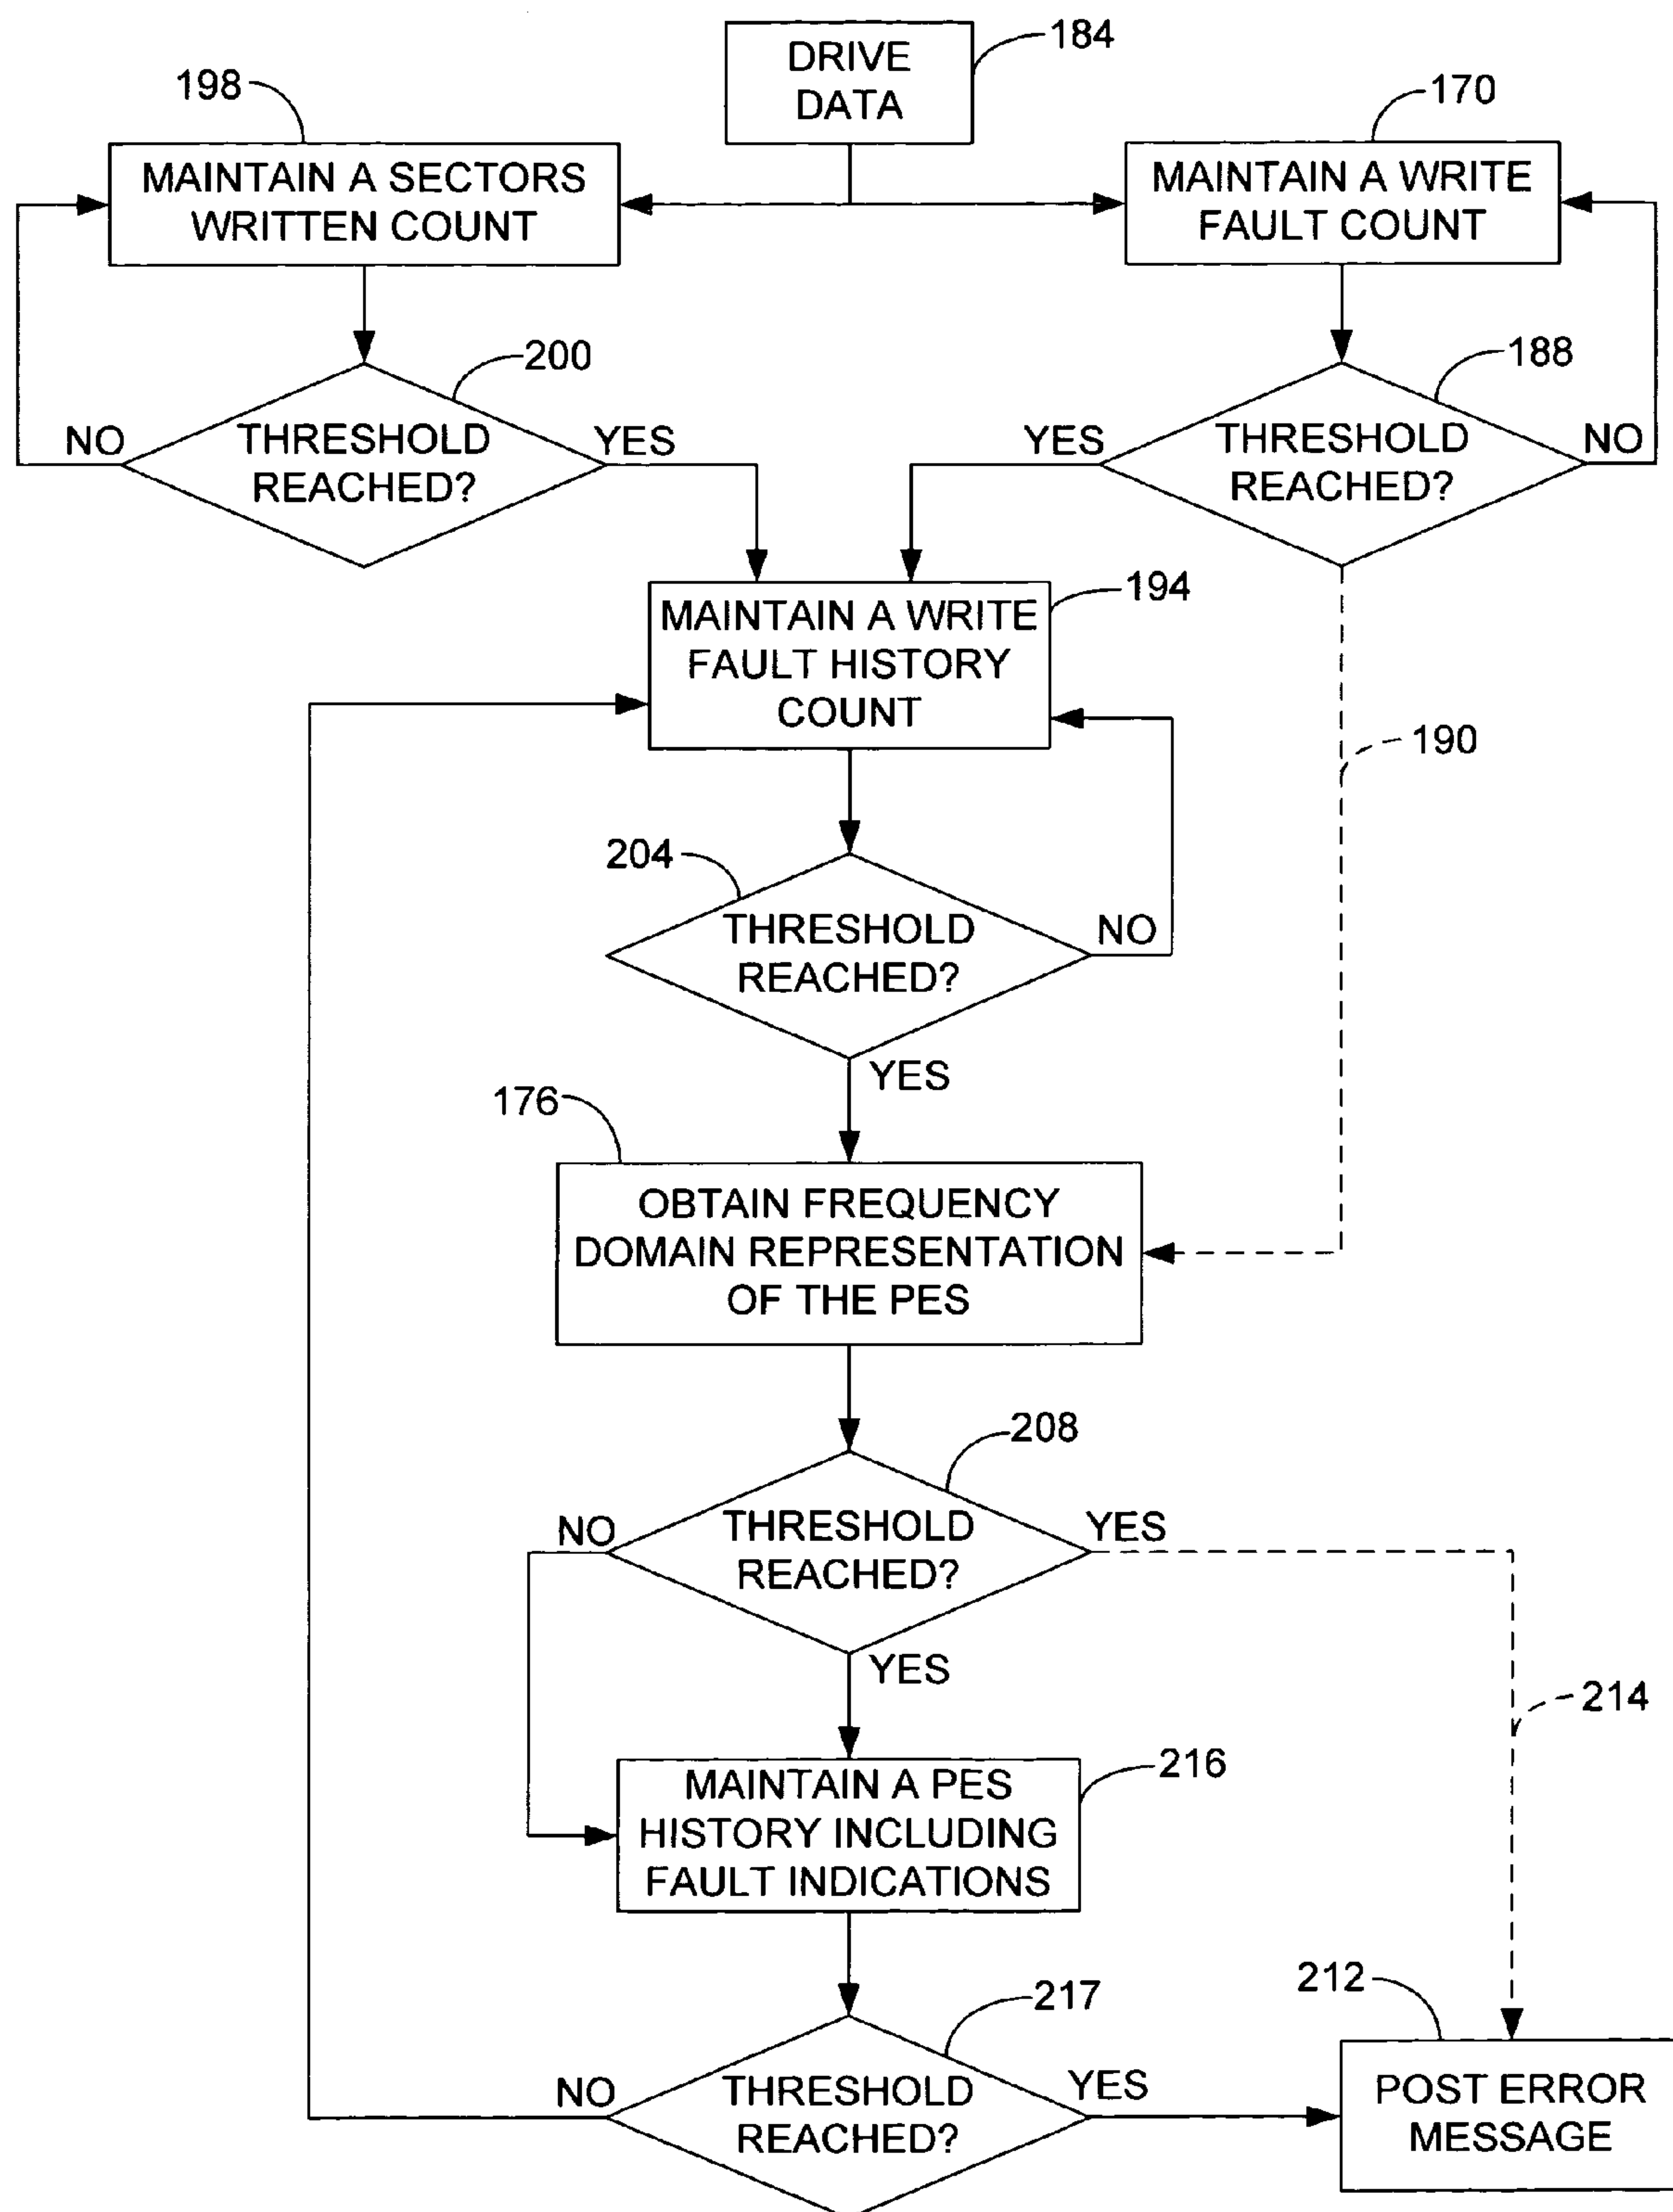 184
DRIVE
DATA
198
170
MAINTAIN A SECTORS
WRITTEN COUNT
MAINTAIN A WRITE
FAULT COUNT
200
188
NO
THRESHOLD
REACHED?
YES
YES
THRESHOLD
REACHED?
NO
194
MAINTAIN A WRITE
FAULT HISTORY
COUNT
190
204
THRESHOLD
REACHED?
NO
YES
176
OBTAIN FREQUENCY
DOMAIN REPRESENTATION
OF THE PES
208
NO
THRESHOLD
REACHED?
YES
YES
214
216
MAINTAIN A PES
HISTORY INCLUDING
FAULT INDICATIONS
217
212
NO
THRESHOLD
REACHED?
YES
POST ERROR
MESSAGE